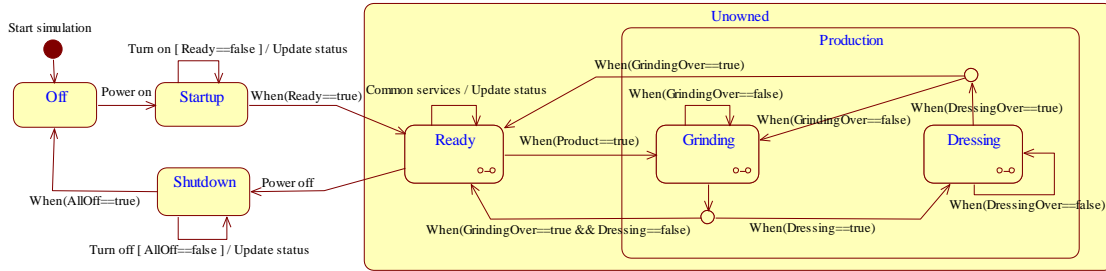 Unowned
Start simulation
Production
Turn on [ Ready==false ] / Update status
When(GrindingOver==true)
Off
Power on
Startup
When(Ready==true)
Common services / Update status
When(GrindingOver==false)
When(DressingOver==true)
When(GrindingOver==false)
Ready
When(Product==true)
Grinding
Dressing
Shutdown
Power off
When(AllOff==true)
When(DressingOver==false)
When(GrindingOver==true && Dressing==false)
When(Dressing==true)
Turn off [ AllOff==false ] / Update status